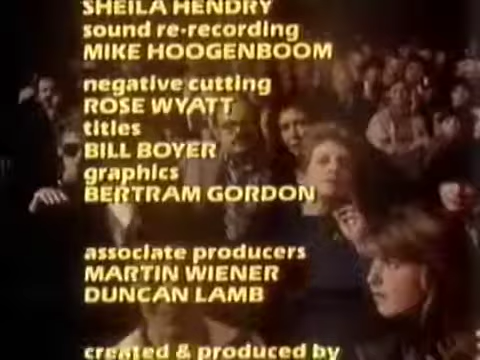 SHEILA HENDRY
sound re-recording
MIKE HOOGENBOOM
negative cutting
ROSE WYATT
titles
BILL BOYER
graphics
BERTRAM GORDON
associate producers
MARTIN WIENER
DUNCAN LAMB
created & produced by